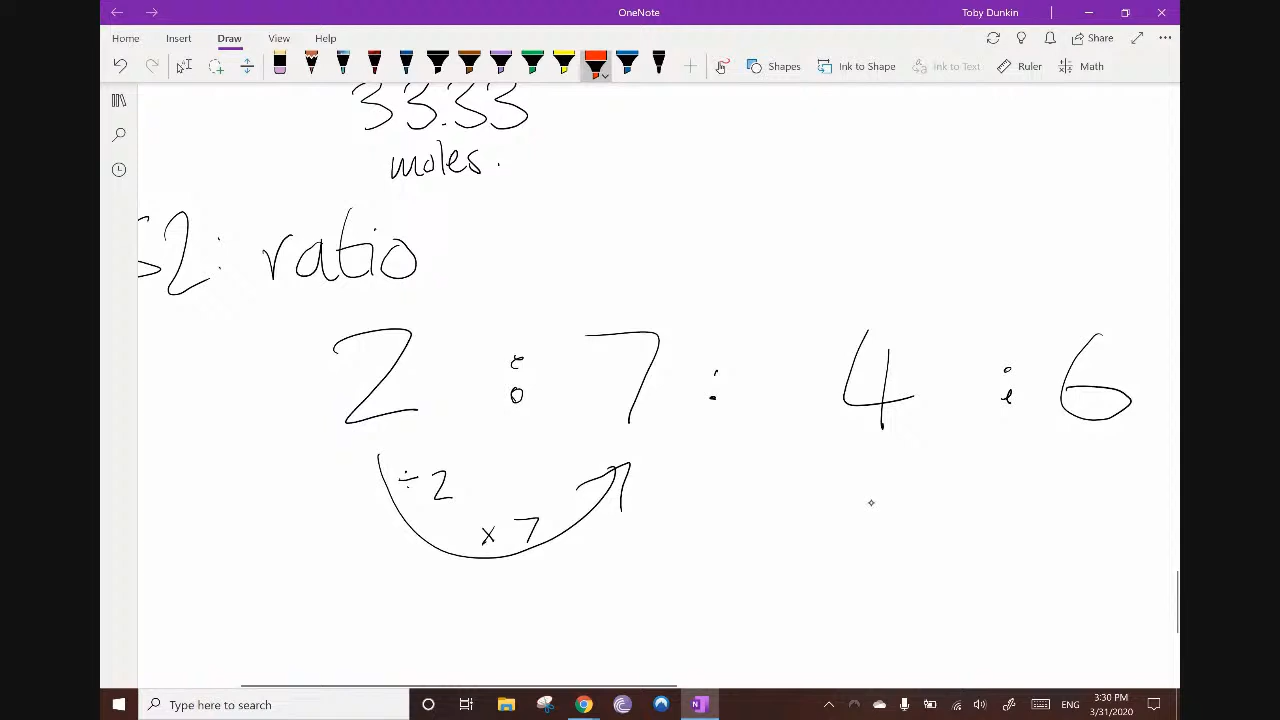 OneNote
Toby Dunkin
Home Insert Draw View Help
Share
Shapes Ink to Shape Ink to Text Ruler Math
33.33
moles.
S2: ratio
2 : 7 : 4 : 6
÷2
x 7
Type here to search
ENG
3:30 PM
3/31/2020